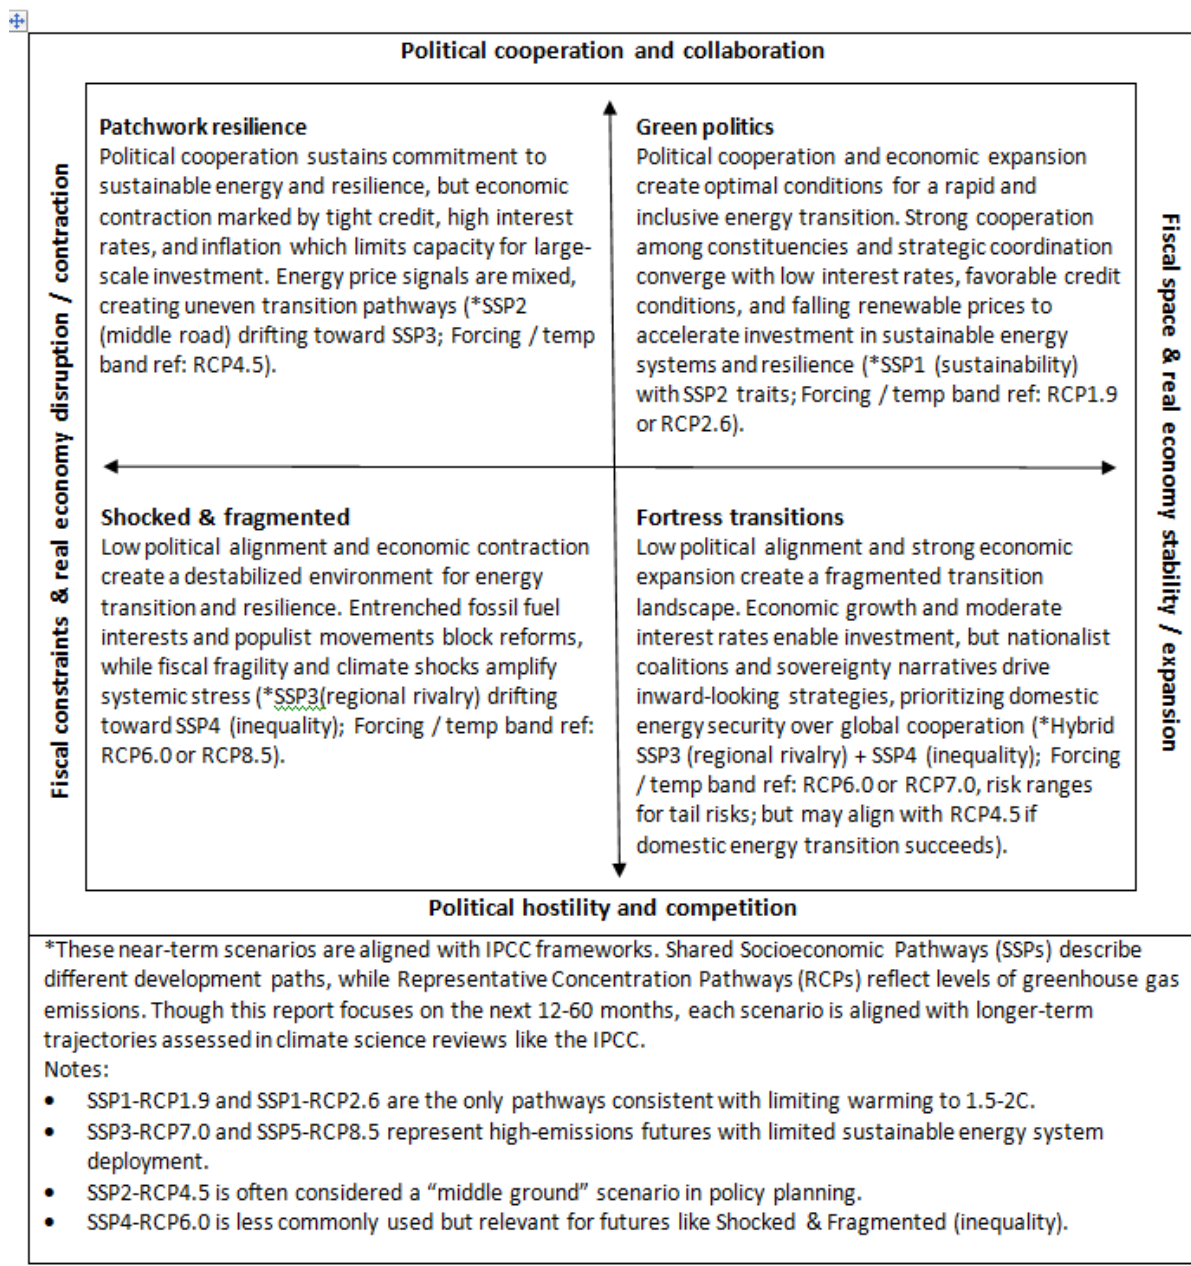 Political cooperation and collaboration
Fiscal constraints & real economy disruption / contraction
Patchwork resilience
Political cooperation sustains commitment to
sustainable energy and resilience, but economic
contraction marked by tight credit, high interest
rates, and inflation which limits capacity for large-
scale investment. Energy price signals are mixed,
creating uneven transition pathways (*SSP2
(middle road) drifting toward SSP3; Forcing / temp
band ref: RCP4.5).
Green politics
Political cooperation and economic expansion
create optimal conditions for a rapid and
inclusive energy transition. Strong cooperation
among constituencies and strategic coordination
converge with low interest rates, favorable credit
conditions, and falling renewable prices to
accelerate investment in sustainable energy
systems and resilience (*SSP1 (sustainability)
with SSP2 traits; Forcing / temp band ref: RCP1.9
or RCP2.6).
Fiscal space & real economy stability / expansion
Shocked & fragmented
Low political alignment and economic contraction
create a destabilized environment for energy
transition and resilience. Entrenched fossil fuel
interests and populist movements block reforms,
while fiscal fragility and climate shocks amplify
systemic stress (*SSP3(regional rivalry) drifting
toward SSP4 (inequality); Forcing / temp band ref:
RCP6.0 or RCP8.5).
Fortress transitions
Low political alignment and strong economic
expansion create a fragmented transition
landscape. Economic growth and moderate
interest rates enable investment, but nationalist
coalitions and sovereignty narratives drive
inward-looking strategies, prioritizing domestic
energy security over global cooperation (*Hybrid
SSP3 (regional rivalry) + SSP4 (inequality); Forcing
/ temp band ref: RCP6.0 or RCP7.0, risk ranges
for tail risks; but may align with RCP4.5 if
domestic energy transition succeeds).
Political hostility and competition
*These near-term scenarios are aligned with IPCC frameworks. Shared Socioeconomic Pathways (SSPs) describe
different development paths, while Representative Concentration Pathways (RCPs) reflect levels of greenhouse gas
emissions. Though this report focuses on the next 12-60 months, each scenario is aligned with longer-term
trajectories assessed in climate science reviews like the IPCC.
Notes:
• SSP1-RCP1.9 and SSP1-RCP2.6 are the only pathways consistent with limiting warming to 1.5-2C.
• SSP3-RCP7.0 and SSP5-RCP8.5 represent high-emissions futures with limited sustainable energy system
deployment.
• SSP2-RCP4.5 is often considered a “middle ground” scenario in policy planning.
• SSP4-RCP6.0 is less commonly used but relevant for futures like Shocked & Fragmented (inequality).